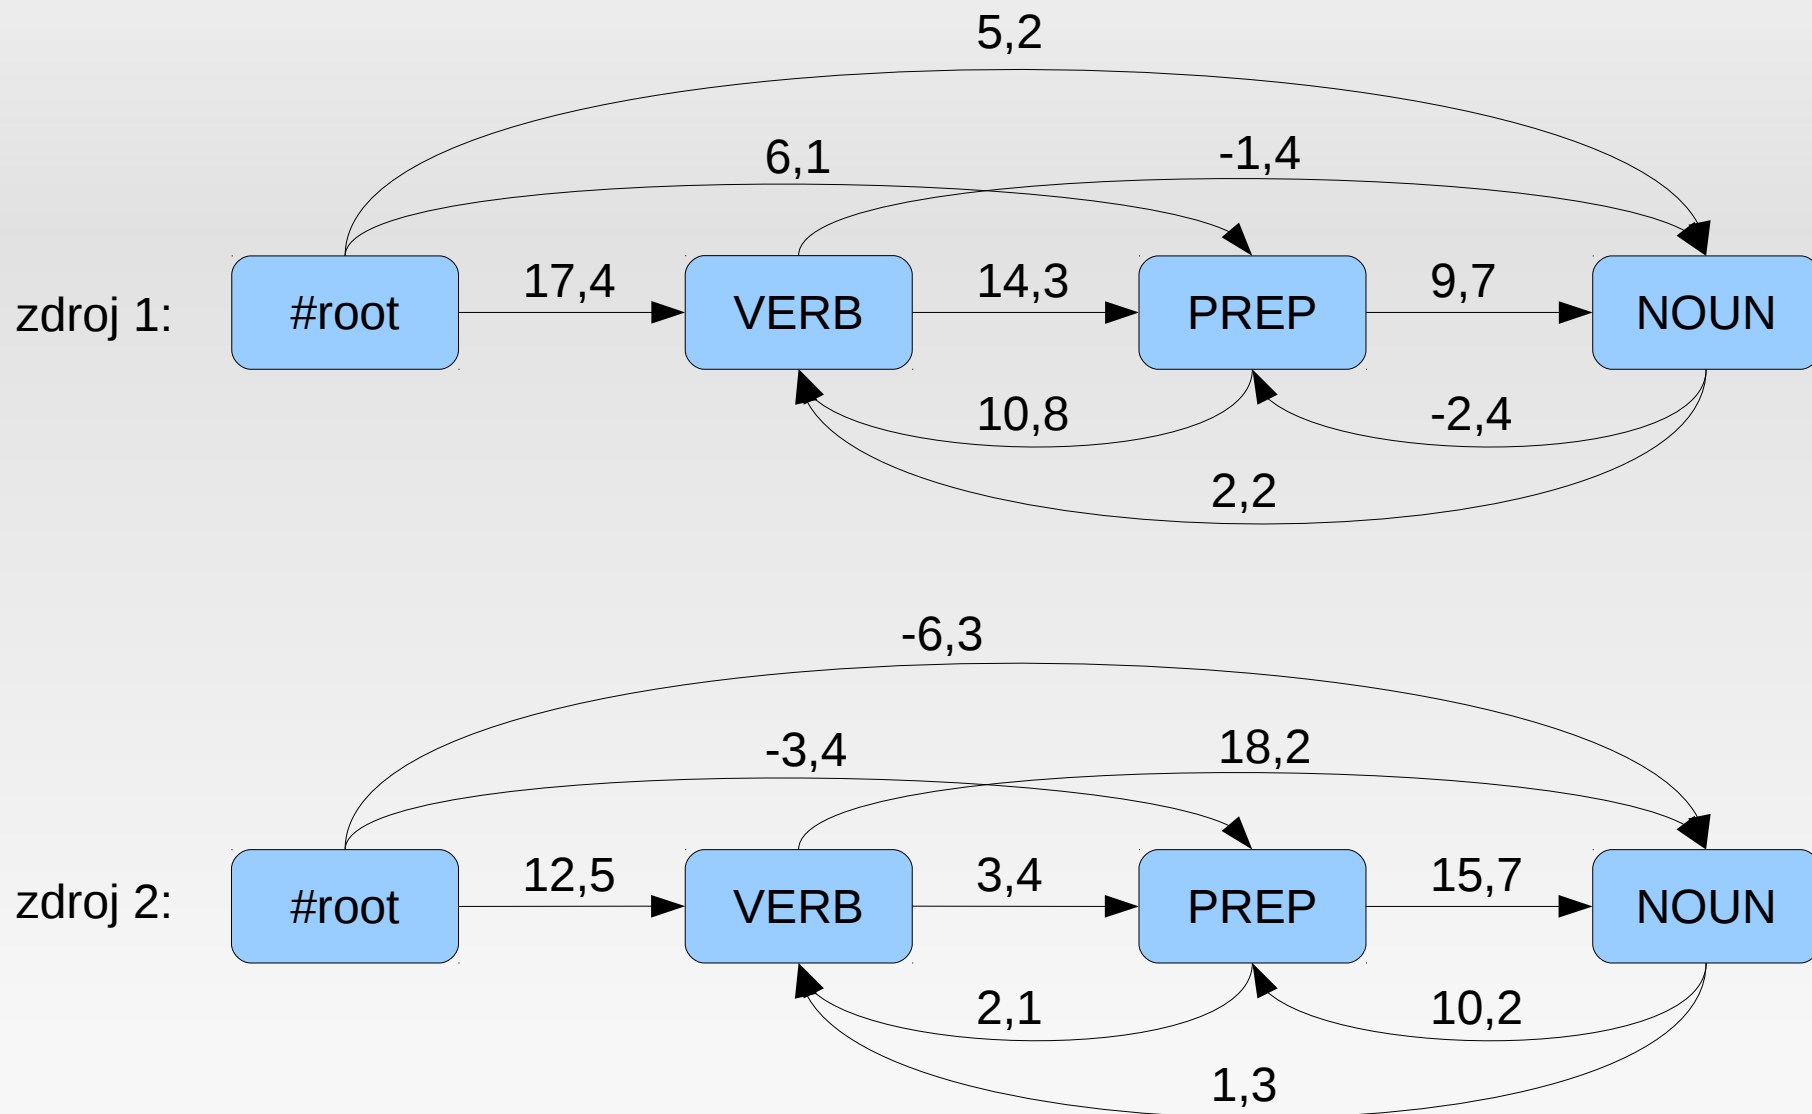 5,2
6,1
-1,4
zdroj 1:
#root
17,4
VERB
14,3
PREP
9,7
NOUN
10,8
-2,4
2,2
-6,3
-3,4
18,2
zdroj 2:
#root
12,5
VERB
3,4
PREP
15,7
NOUN
2,1
10,2
1,3